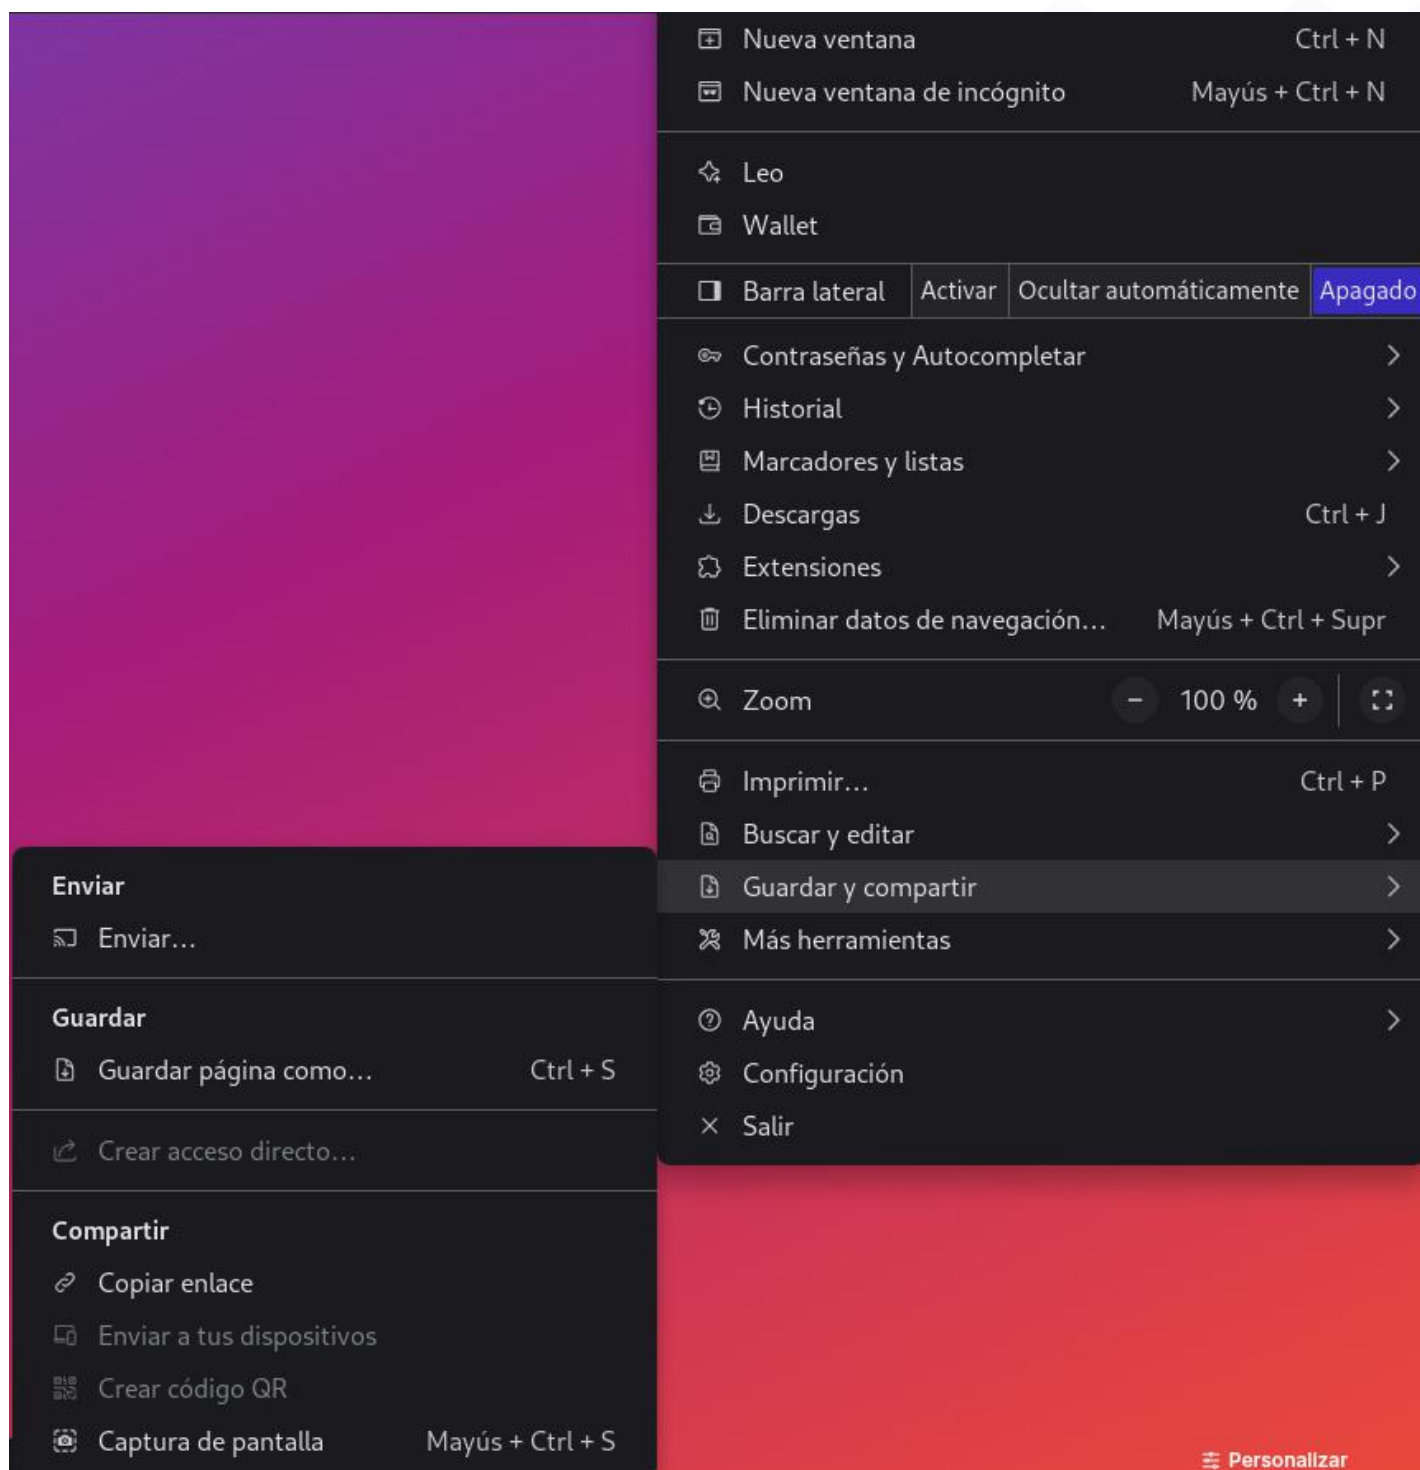 Nueva ventana Ctrl + N
Nueva ventana de incógnito Mayús + Ctrl + N
Leo
Wallet
Barra lateral Activar Ocultar automáticamente Apagado
Contraseñas y Autocompletar
Historial
Marcadores y listas
Descargas Ctrl + J
Extensiones
Eliminar datos de navegación... Mayús + Ctrl + Supr
Zoom - 100 % +
Imprimir... Ctrl + P
Buscar y editar
Guardar y compartir
Más herramientas
Ayuda
Configuración
Salir
Enviar
Enviar...
Guardar
Guardar página como... Ctrl + S
Crear acceso directo...
Compartir
Copiar enlace
Enviar a tus dispositivos
Crear código QR
Captura de pantalla Mayús + Ctrl + S
Personalizar